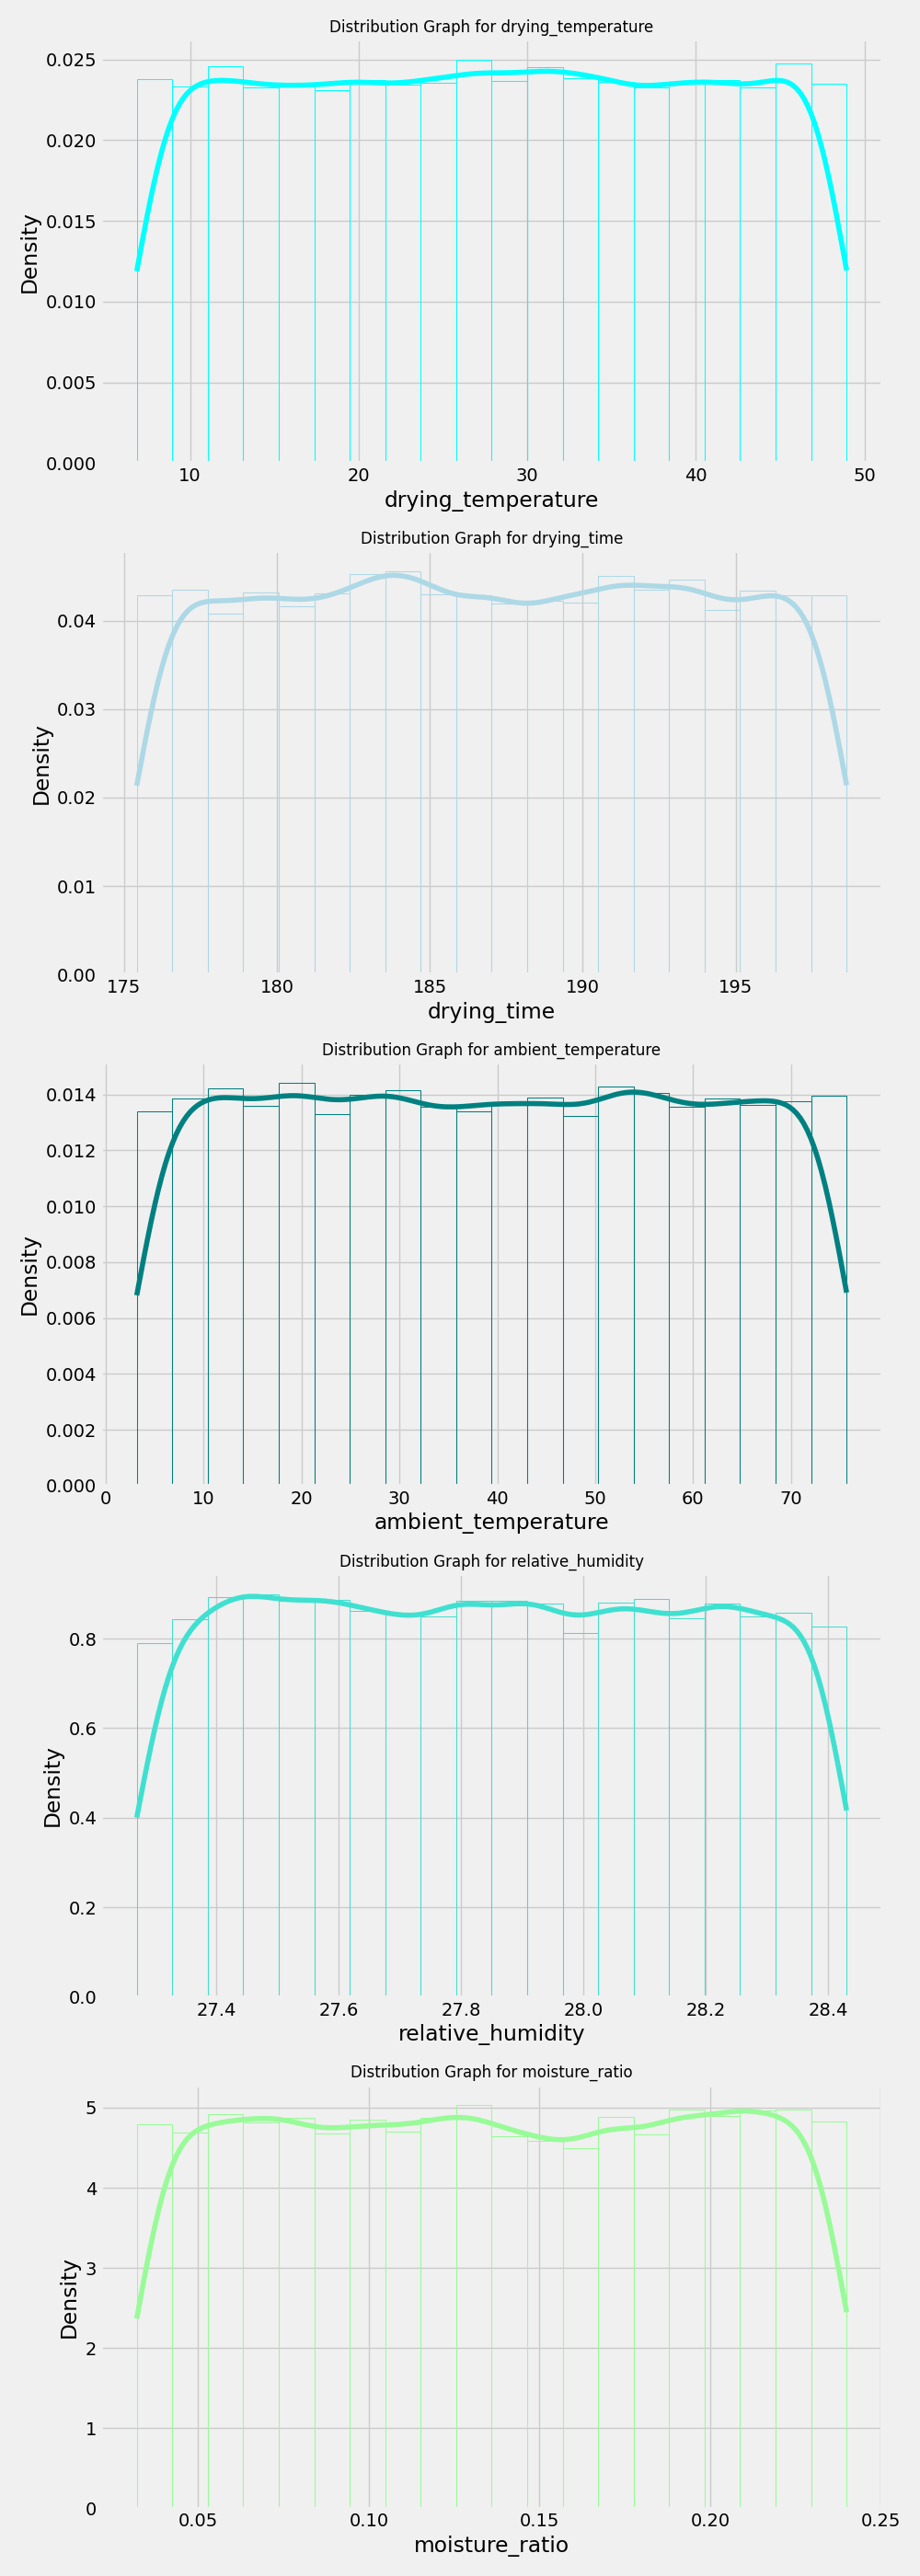 Distribution Graph for drying_temperature
Density
0.025
0.020
0.015
0.010
0.005
0.000
10 20 30 40 50
drying_temperature
Distribution Graph for drying_time
Density
0.04
0.03
0.02
0.01
0.00
175 180 185 190 195
drying_time
Distribution Graph for ambient_temperature
Density
0.014
0.012
0.010
0.008
0.006
0.004
0.002
0.000
0 10 20 30 40 50 60 70
ambient_temperature
Distribution Graph for relative_humidity
Density
0.8
0.6
0.4
0.2
0.0
27.4 27.6 27.8 28.0 28.2 28.4
relative_humidity
Distribution Graph for moisture_ratio
Density
5
4
3
2
1
0
0.05 0.10 0.15 0.20 0.25
moisture_ratio